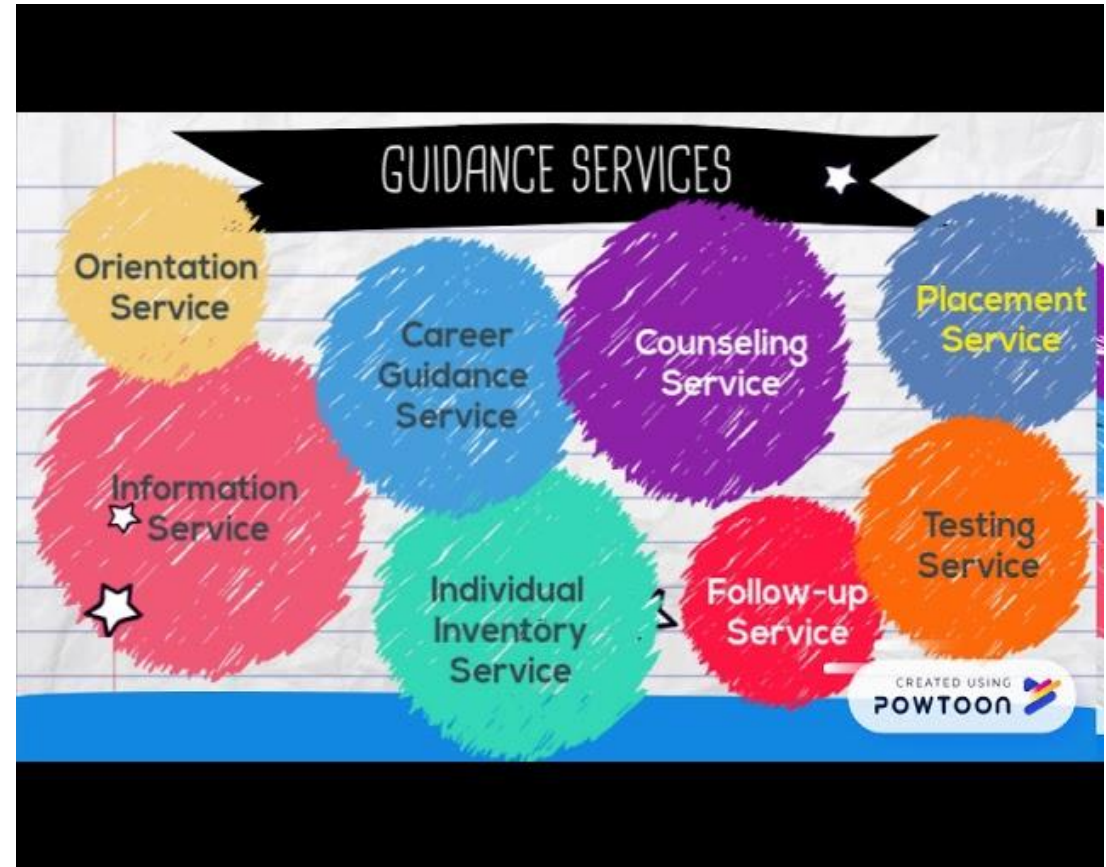 GUIDANCE SERVICES
Orientation
Service
Career
Guidance
Service
Counseling
Service
Placement
Service
Information
Service
Individual
Inventory
Service
Follow-up
Service
Testing
Service
CREATED USING
POWTOON